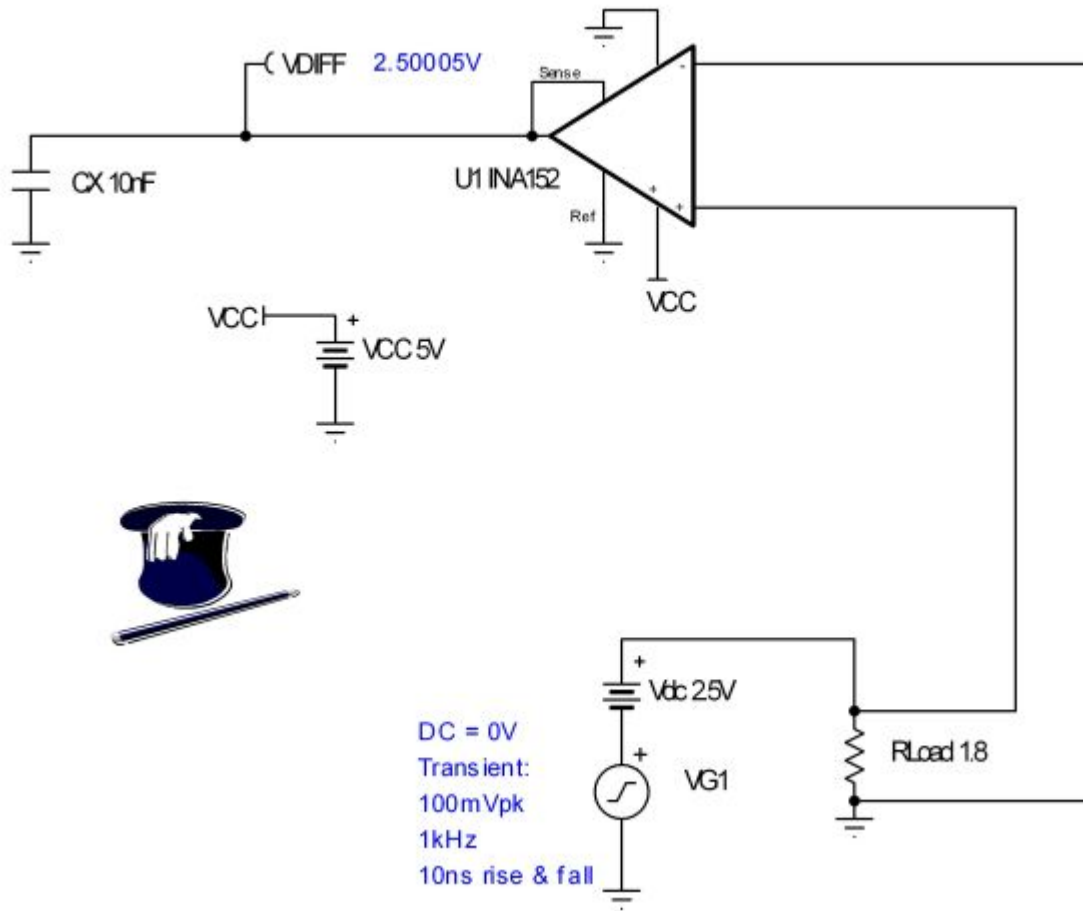 VDIFF 2.50005V
Sense
-
CX 10nF
U1 INA152
+ +
Ref
VCC
VCC
+
VCC 5V
+
Vdc 2.5V
DC = 0V
Transient:
100mVpk
1kHz
10ns rise & fall
+
VG1
RLoad 1.8